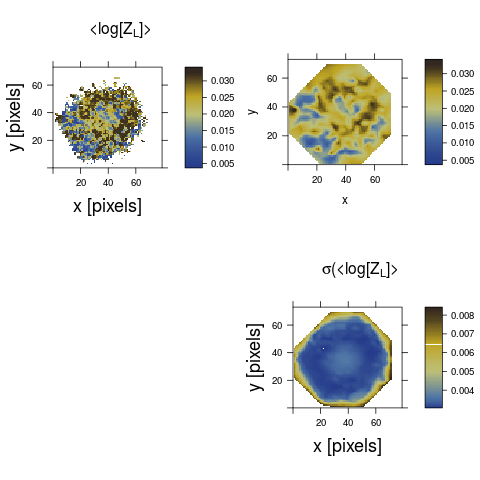 <log[Z_L]>
60
40
20
20 40 60
y [pixels]
x [pixels]
0.030
0.025
0.020
0.015
0.010
0.005
60
40
20
20 40 60
y
x
0.030
0.025
0.020
0.015
0.010
0.005
σ(<log[Z_L]>
60
40
20
20 40 60
y [pixels]
x [pixels]
0.008
0.007
0.006
0.005
0.004